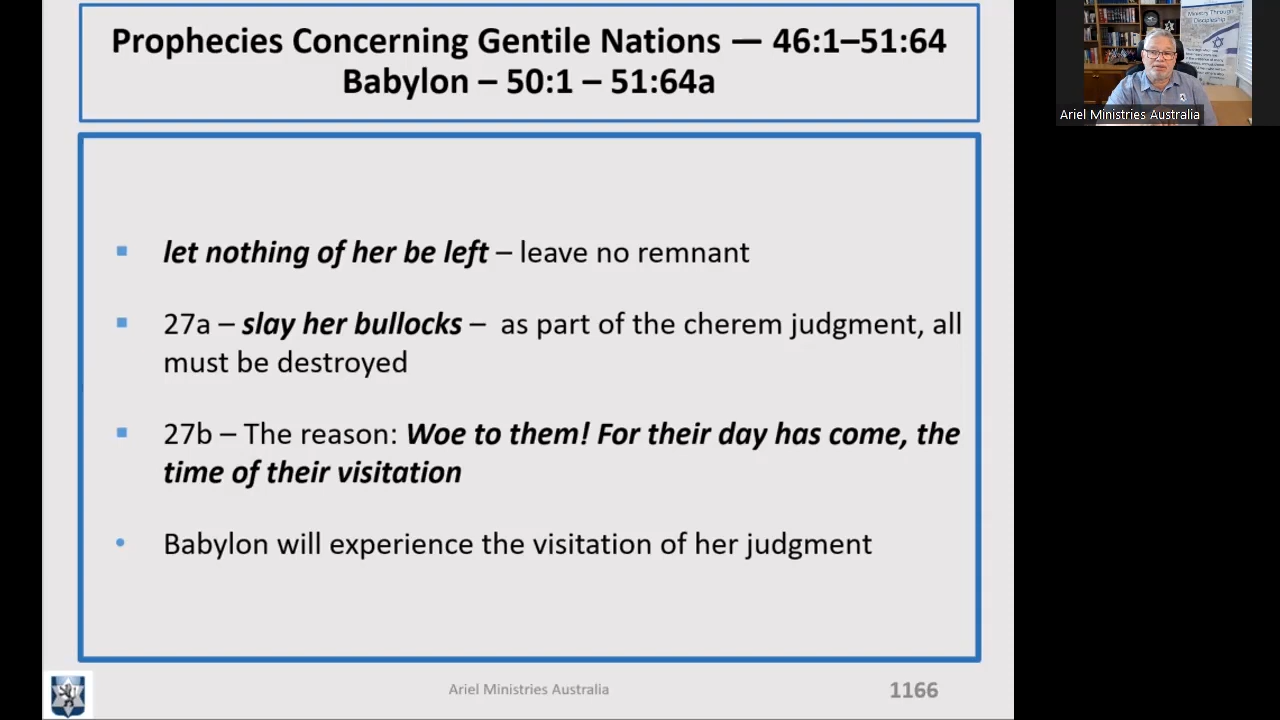 Prophecies Concerning Gentile Nations — 46:1–51:64
Babylon – 50:1 – 51:64a
let nothing of her be left – leave no remnant
27a – slay her bullocks – as part of the cherem judgment, all
must be destroyed
27b – The reason: Woe to them! For their day has come, the
time of their visitation
Babylon will experience the visitation of her judgment
Ariel Ministries Australia
1166
Ministry Through
Discipleship
Ariel Ministries Australia